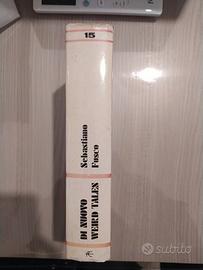 15
Sebastiano
Fusco
DI NUOVO
WEIRD TALES
subito